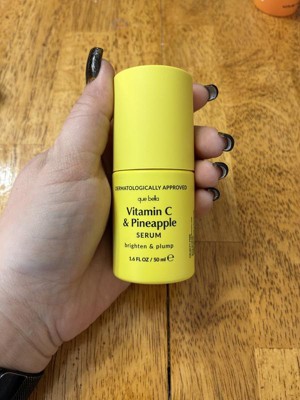 DERMATOLOGICALLY APPROVED
que bella
Vitamin C
& Pineapple
SERUM
brighten & plump
1.6 FL OZ / 50 ml e